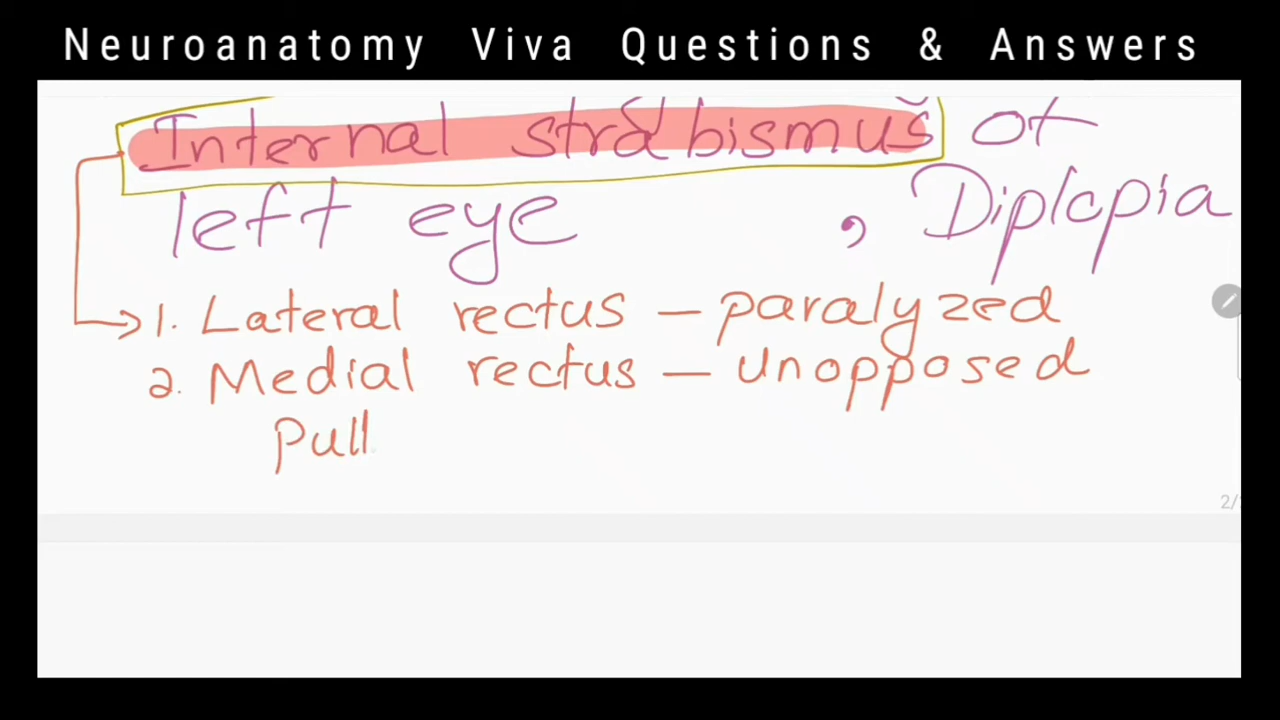 Neuroanatomy Viva Questions & Answers
Internal strabismus of
left eye , Diplopia
1. Lateral rectus – paralyzed
2. Medial rectus – unopposed
pull
2/